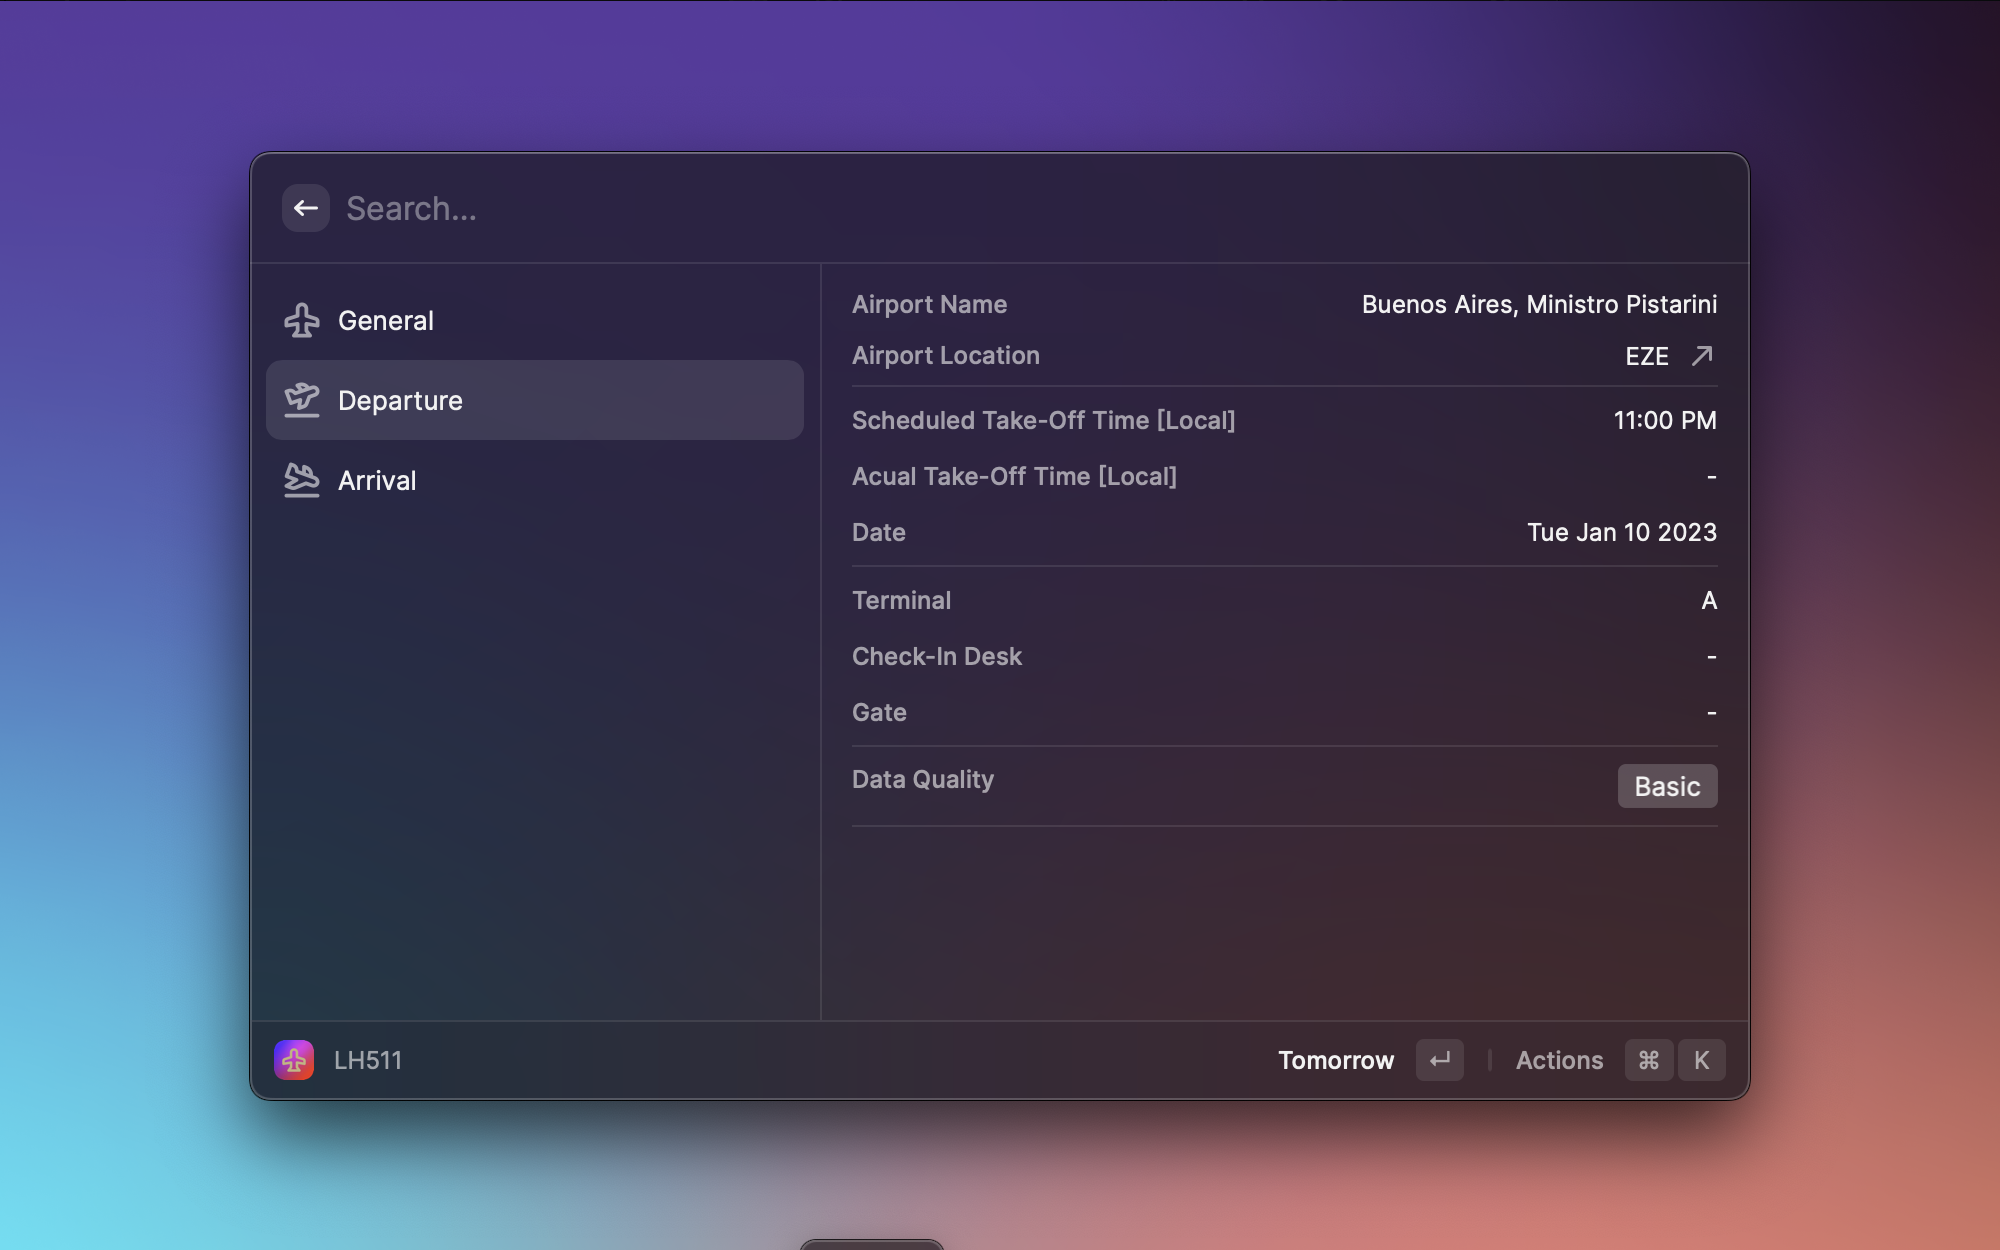 Search...
General
Departure
Arrival
Airport Name Buenos Aires, Ministro Pistarini
Airport Location EZE
Scheduled Take-Off Time [Local] 11:00 PM
Acual Take-Off Time [Local] -
Date Tue Jan 10 2023
Terminal A
Check-In Desk -
Gate -
Data Quality Basic
LH511 Tomorrow Actions ⌘ K